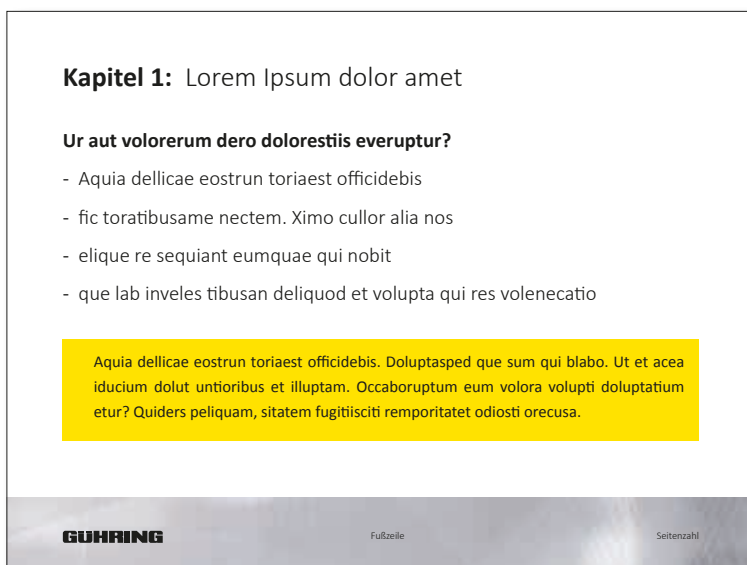 Kapitel 1: Lorem Ipsum dolor amet
Ur aut volorerum dero dolorestiis everuptur?
- Aquia dellicae eostrun toriaest officidebis
- fic toratibusame nectem. Ximo cullor alia nos
- elique re sequiant eumquae qui nobit
- que lab inveles tibusan deliquod et volupta qui res volenecatio
Aquia dellicae eostrun toriaest officidebis. Doluptasped que sum qui blabo. Ut et acea
iducium dolut untioribus et illuptam. Occaboruptum eum volora volupti doluptatium
etur? Quiders peliquam, sitatem fugitiisciti remporitatet odiosti orecusa.
GÜHRING Fußzeile Seitenzahl